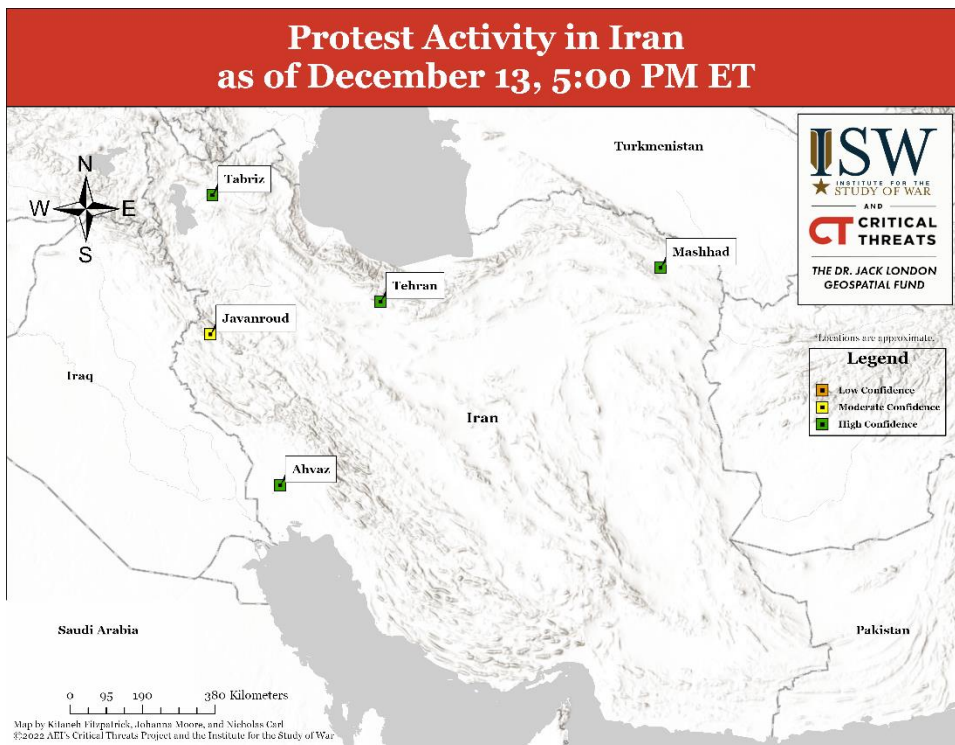 Protest Activity in Iran
as of December 13, 5:00 PM ET
Turkmenistan
ISW
INSTITUTE FOR THE
STUDY OF WAR
AND
CT CRITICAL
THREATS
THE DR. JACK LONDON
GEOSPATIAL FUND
N
W E
S
Tabriz
Mashhad
Tehran
Javanroud
*Locations are approximate.
Legend
Low Confidence
Moderate Confidence
High Confidence
Iraq
Iran
Ahvaz
Saudi Arabia
Pakistan
0 95 190 380 Kilometers
Map by Kitaneh Fitzpatrick, Johanna Moore, and Nicholas Carl
©2022 AEI's Critical Threats Project and the Institute for the Study of War